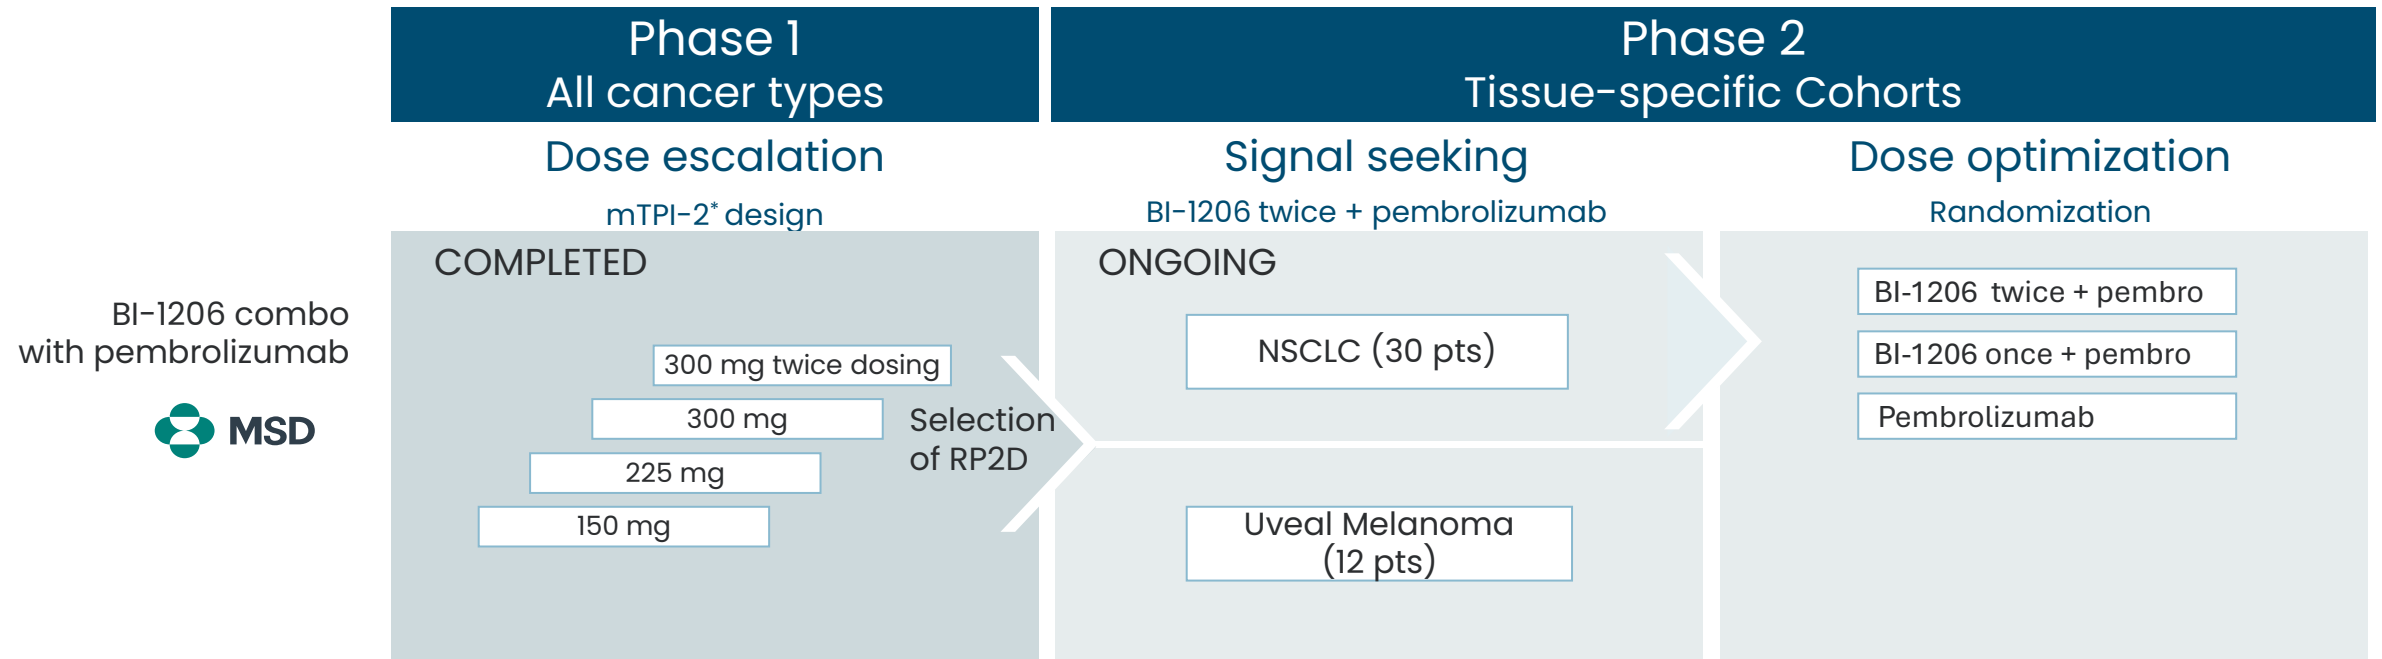 Phase 1
All cancer types
Phase 2
Tissue-specific Cohorts
Dose escalation
mTPI-2* design
Signal seeking
BI-1206 twice + pembrolizumab
Dose optimization
Randomization
BI-1206 combo
with pembrolizumab
MSD
COMPLETED
300 mg twice dosing
300 mg
225 mg
150 mg
Selection
of RP2D
ONGOING
NSCLC (30 pts)
Uveal Melanoma
(12 pts)
BI-1206 twice + pembro
BI-1206 once + pembro
Pembrolizumab